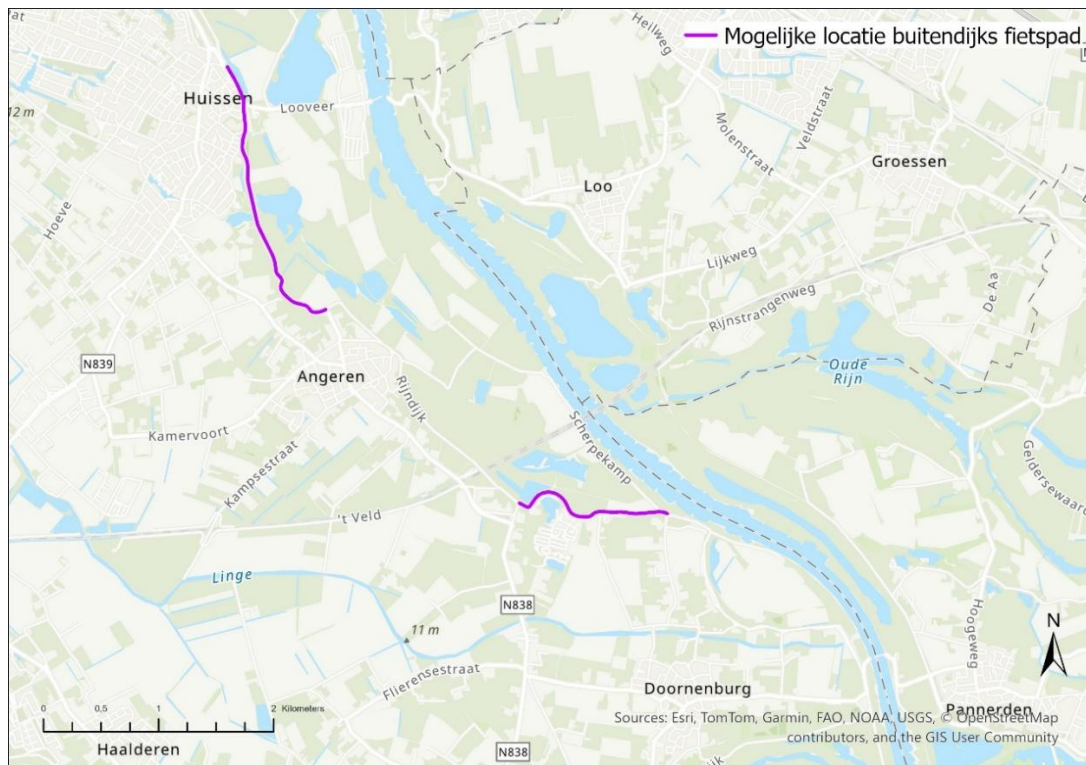 Mogelijke locatie buitendijks fietspad
Heilweg
Huissen
Looveer
12 m
Molenstraat
Veldstraat
Groessen
Loo
Hoeve
Lijkweg
De Aa
Rijnstrangenweg
N839
Oude
Rijn
Angeren
Rijndijk
Scherpekamp
Kamervoort
Kampsestraat
Geldersewaard
't Veld
Linge
N838
11 m
Hoogeweg
N
Flierensestraat
Doornenburg
Pannerden
0 0,5 1 2 Kilometers
Sources: Esri, TomTom, Garmin, FAO, NOAA, USGS, © OpenStreetMap
contributors, and the GIS User Community
Haalderen
N838